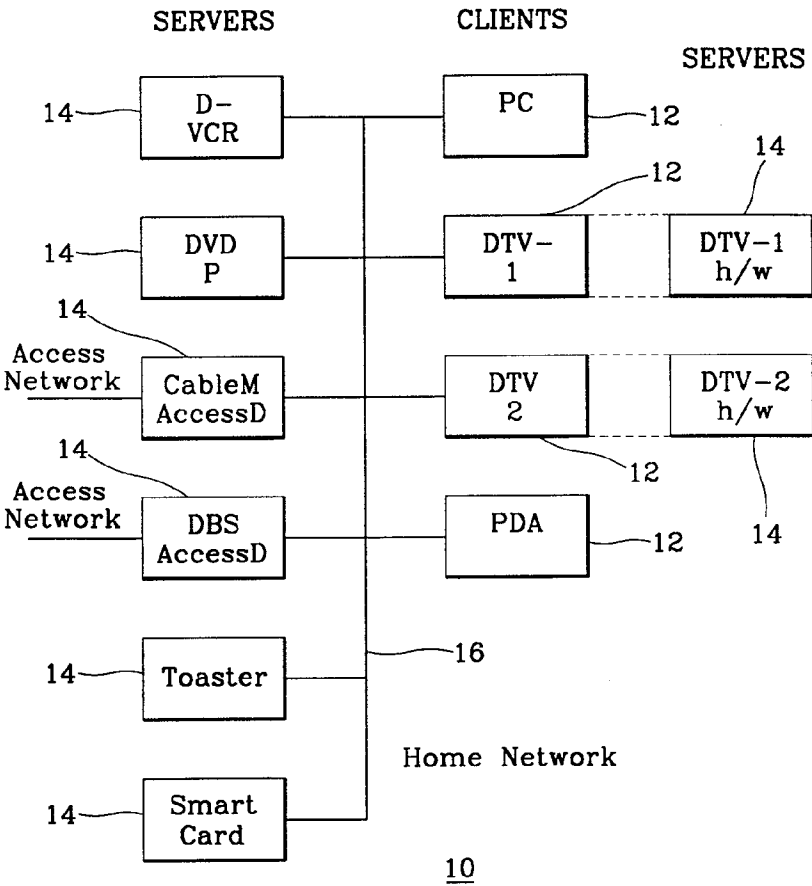 SERVERS
CLIENTS
SERVERS
14
D-
VCR
PC
12
12
14
14
DVD
P
DTV-
1
DTV-1
h/w
14
Access
Network
CableM
AccessD
DTV
2
DTV-2
h/w
14
12
Access
Network
DBS
AccessD
PDA
12
14
14
Toaster
16
Home Network
14
Smart
Card
10